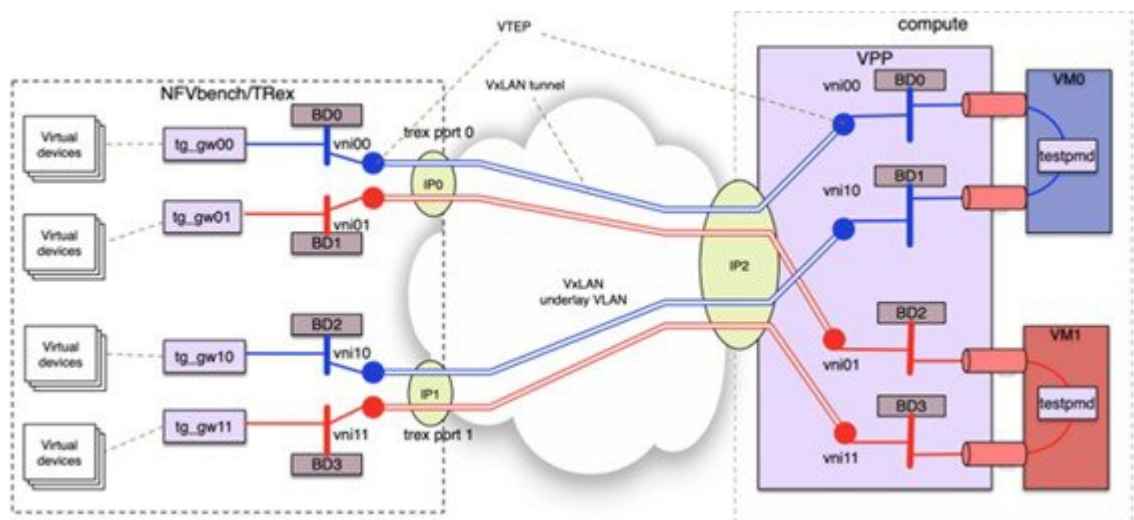 VTEP
compute
VPP
NFVbench/TRex
VxLAN tunnel
vni00
BD0
VM0
BD0
Virtual
devices
tg_gw00
vni00
trex port 0
testpmd
IP0
BD1
vni10
Virtual
devices
tg_gw01
vni01
BD1
IP2
VxLAN
underlay VLAN
BD2
BD2
VM1
Virtual
devices
tg_gw10
vni10
vni01
IP1
BD3
testpmd
Virtual
devices
tg_gw11
vni11
trex port 1
vni11
BD3